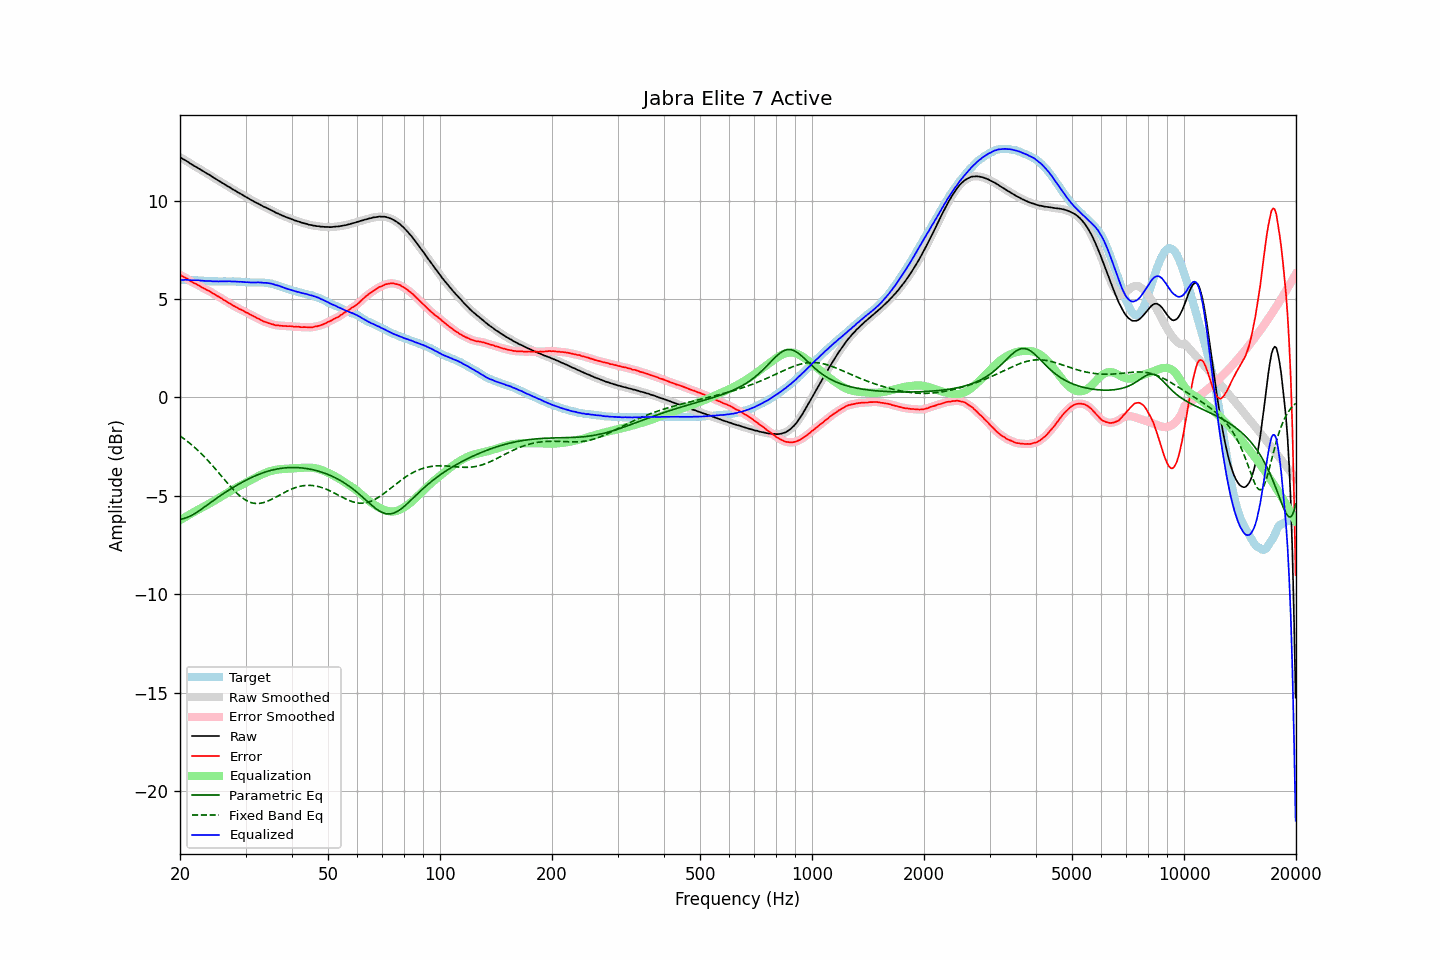 Jabra Elite 7 Active
Amplitude (dBr)
10
5
0
−5
−10
−15
−20
Target
Raw Smoothed
Error Smoothed
Raw
Error
Equalization
Parametric Eq
Fixed Band Eq
Equalized
20 50 100 200 500 1000 2000 5000 10000 20000
Frequency (Hz)